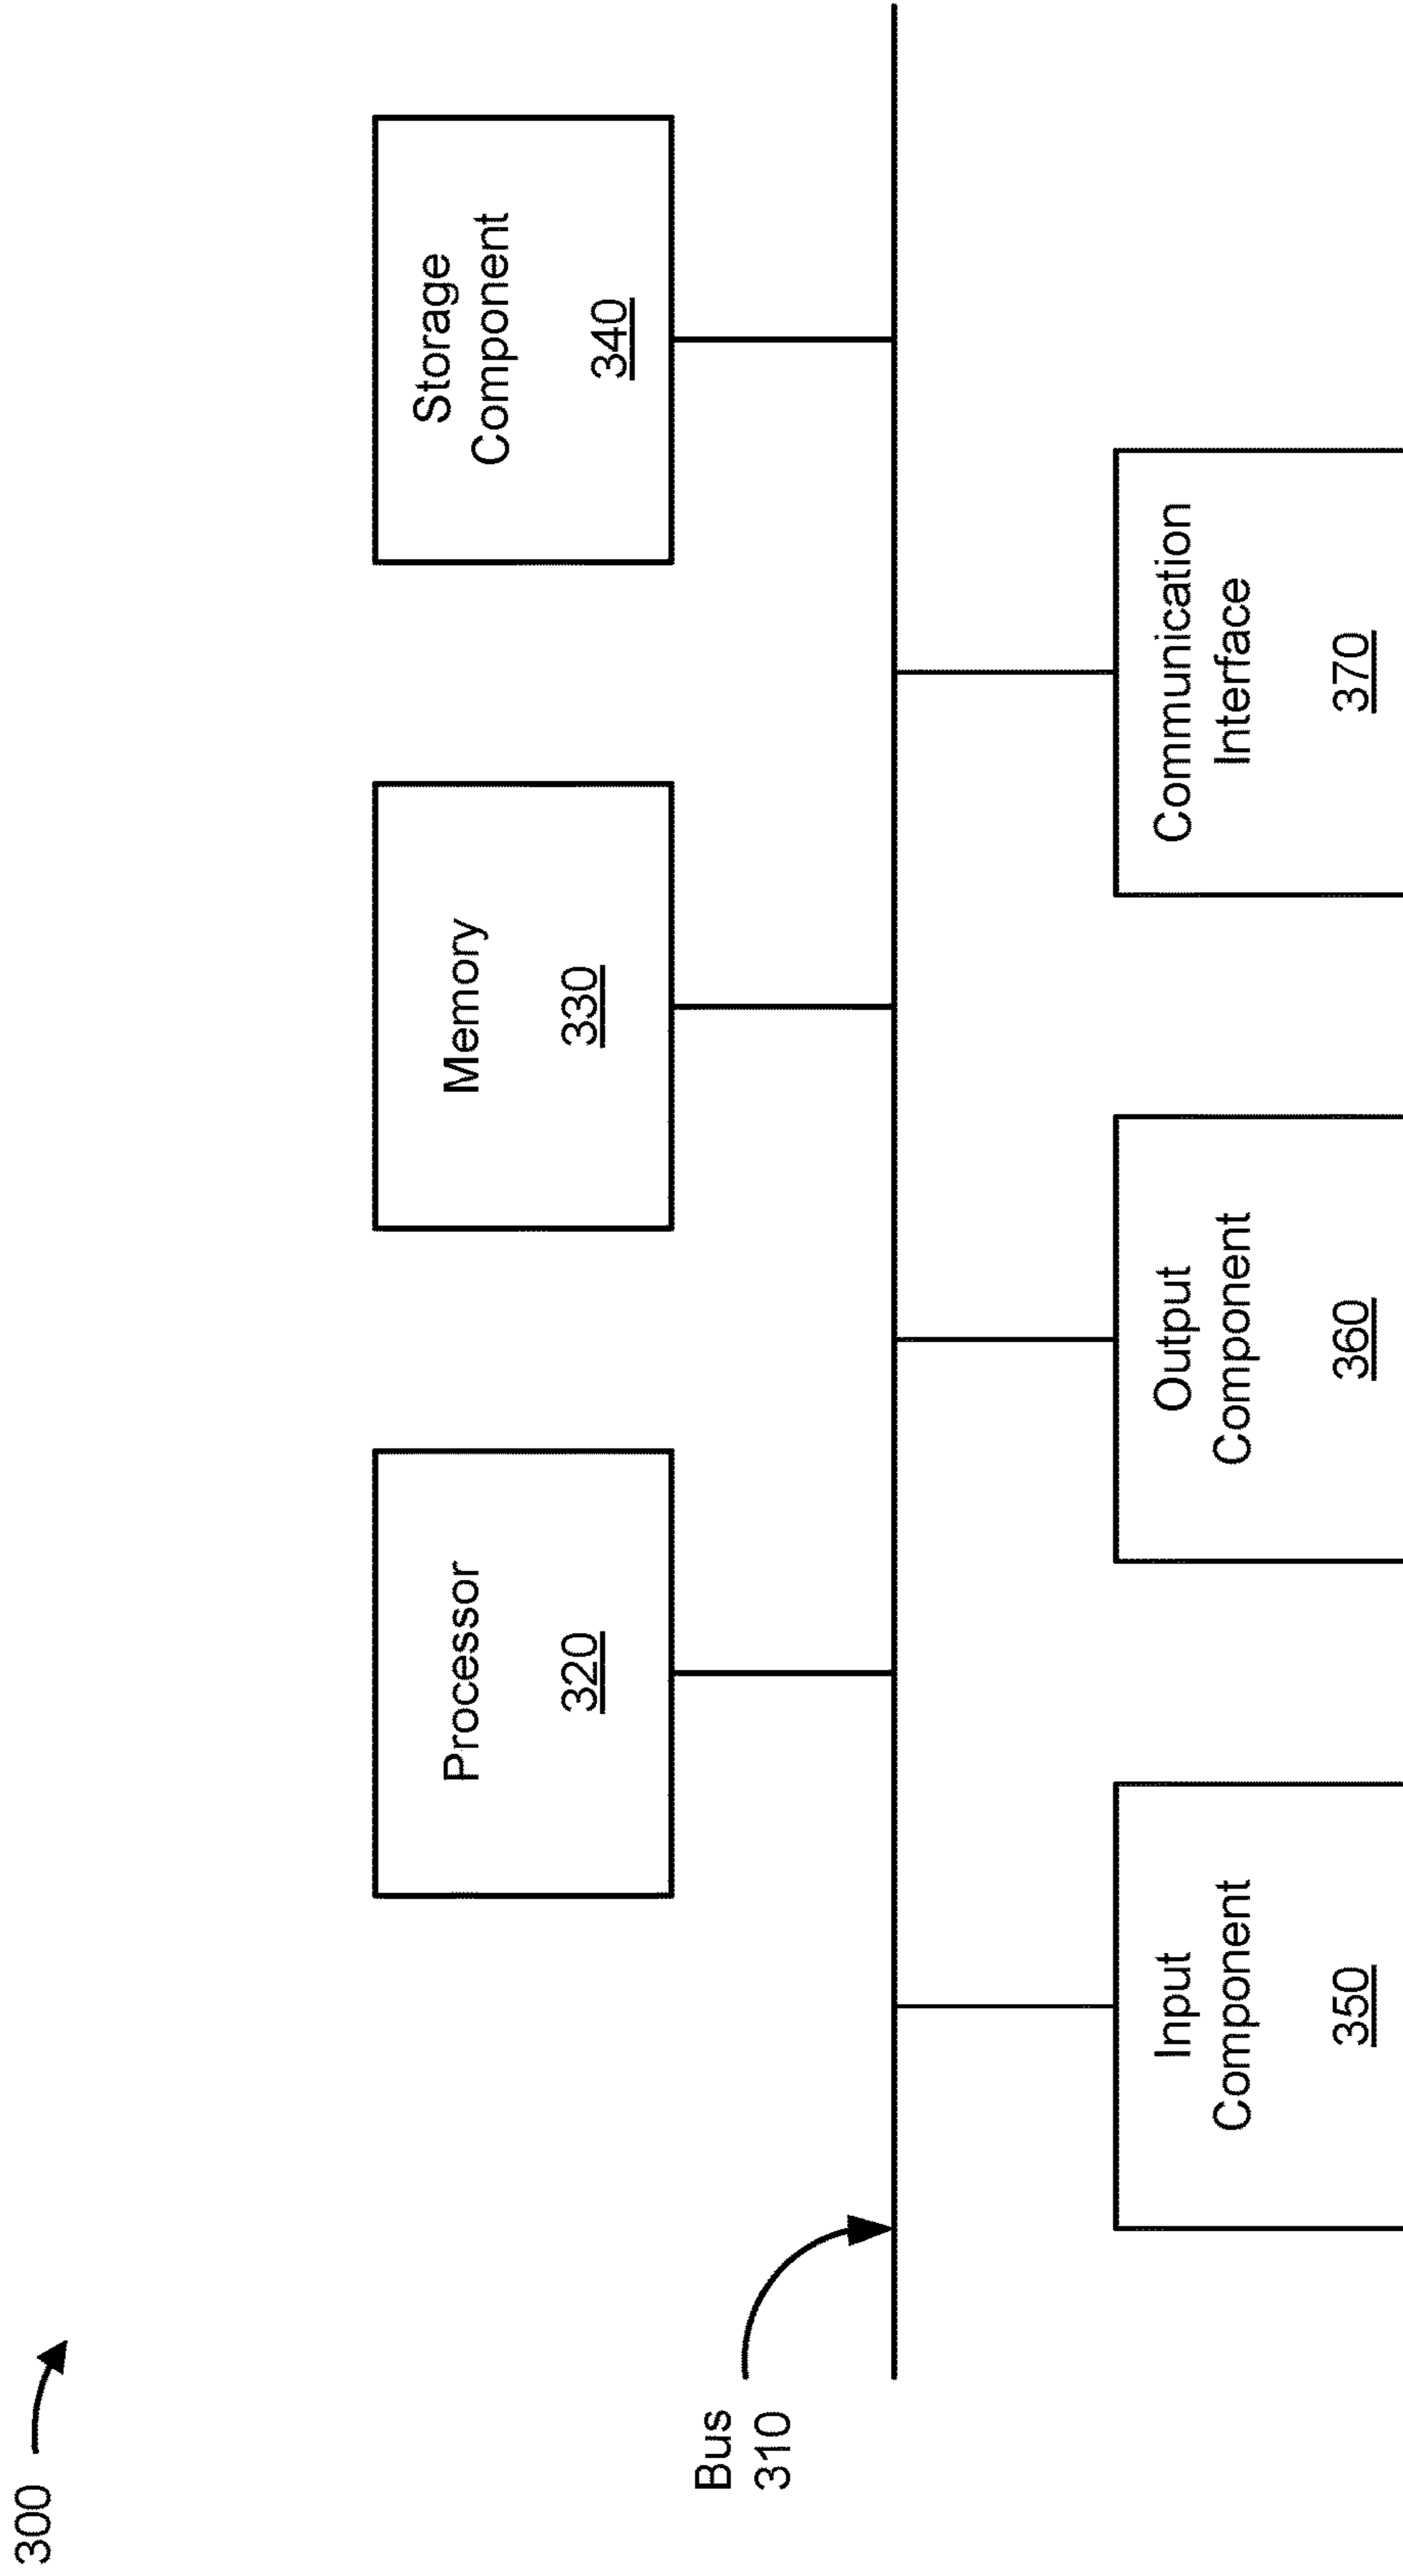 300
Processor
320
Memory
330
Storage
Component
340
Bus
310
Input
Component
350
Output
Component
360
Communication
Interface
370